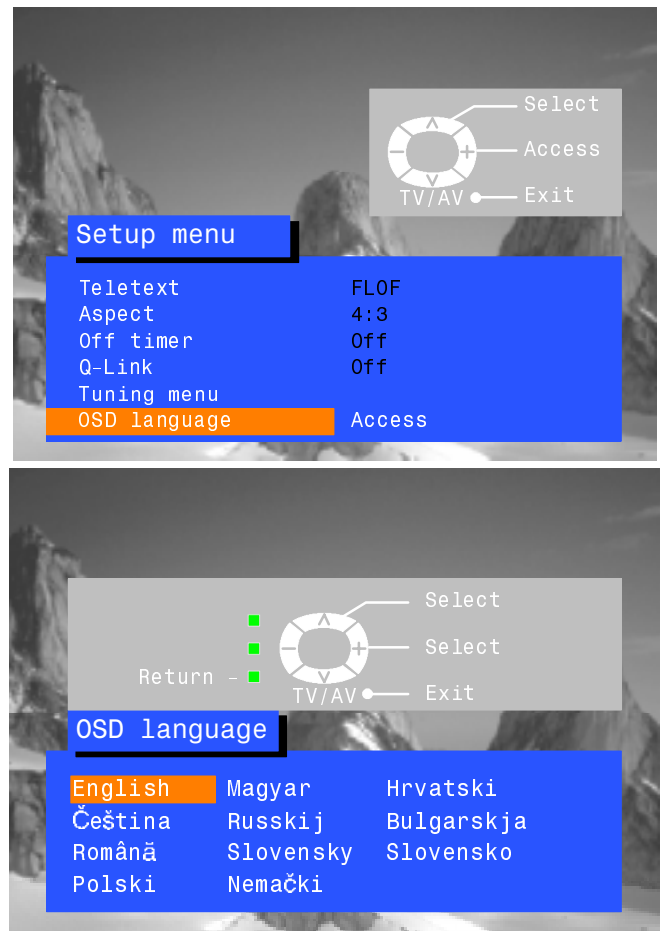 Select
Access
TV/AV Exit
Setup menu
Teletext FLOF
Aspect 4:3
Off timer Off
Q-Link Off
Tuning menu
OSD language Access
Select
Select
Return –
TV/AV Exit
OSD language
English Magyar Hrvatski
Čeština Russkij Bulgarskja
Română Slovensky Slovensko
Polski Nemački